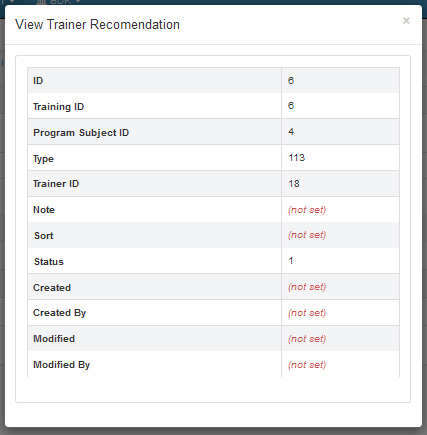 BDK
View Trainer Recomendation ×
ID 6
Training ID 6
Program Subject ID 4
Type 113
Trainer ID 18
Note (not set)
Sort (not set)
Status 1
Created (not set)
Created By (not set)
Modified (not set)
Modified By (not set)